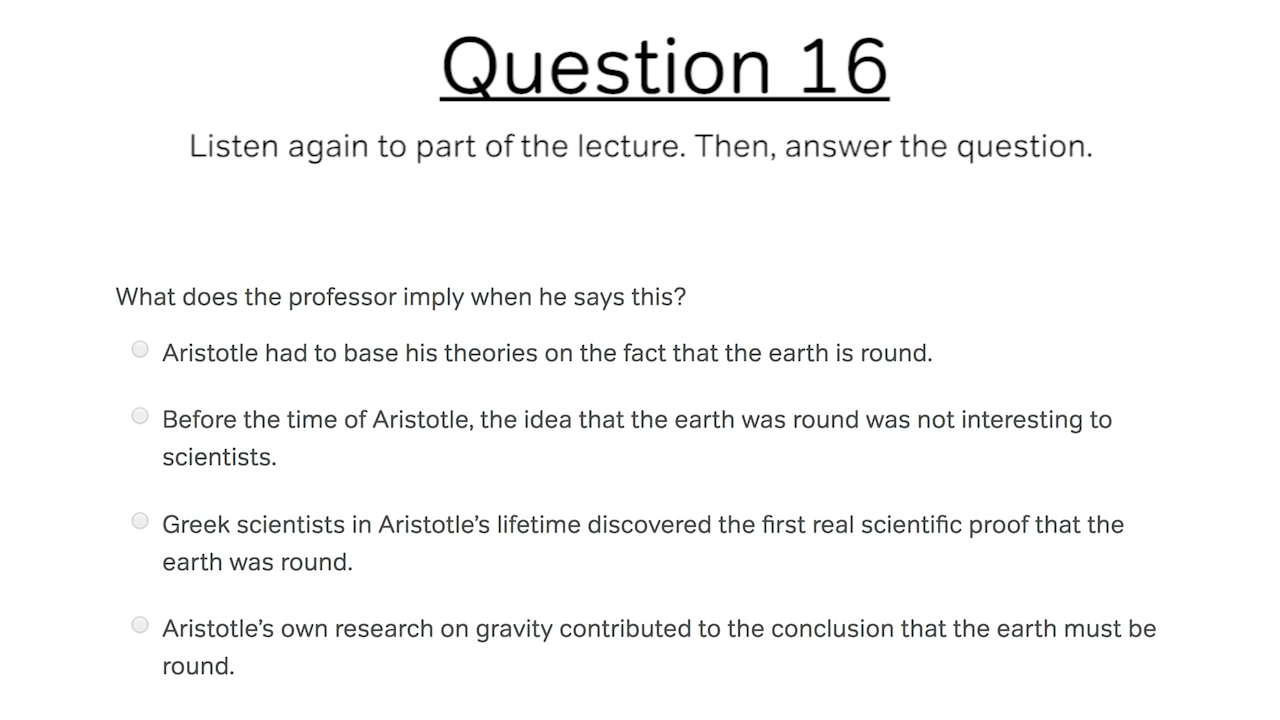 Question 16
Listen again to part of the lecture. Then, answer the question.
What does the professor imply when he says this?
Aristotle had to base his theories on the fact that the earth is round.
Before the time of Aristotle, the idea that the earth was round was not interesting to
scientists.
Greek scientists in Aristotle’s lifetime discovered the first real scientific proof that the
earth was round.
Aristotle’s own research on gravity contributed to the conclusion that the earth must be
round.